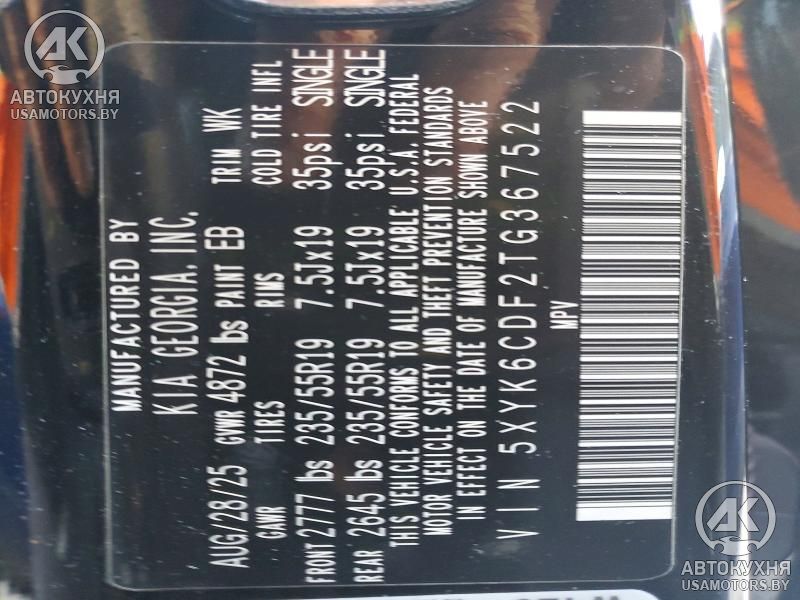 MANUFACTURED BY
KIA GEORGIA, INC.
AUG/28/25 GVWR 4872 lbs PAINT EB TRIM WK
GAWR TIRES RIMS COLD TIRE INFL
FRONT 2777 lbs 235/55R19 7.5Jx19 35psi SINGLE
REAR 2645 lbs 235/55R19 7.5Jx19 35psi SINGLE
THIS VEHICLE CONFORMS TO ALL APPLICABLE U.S.A. FEDERAL
MOTOR VEHICLE SAFETY AND THEFT PREVENTION STANDARDS
IN EFFECT ON THE DATE OF MANUFACTURE SHOWN ABOVE
VIN 5XYK6CDF2TG367522
MPV
AK
АВТОКУХНЯ
USAMOTORS.BY
AK
АВТОКУХНЯ
USAMOTORS.BY